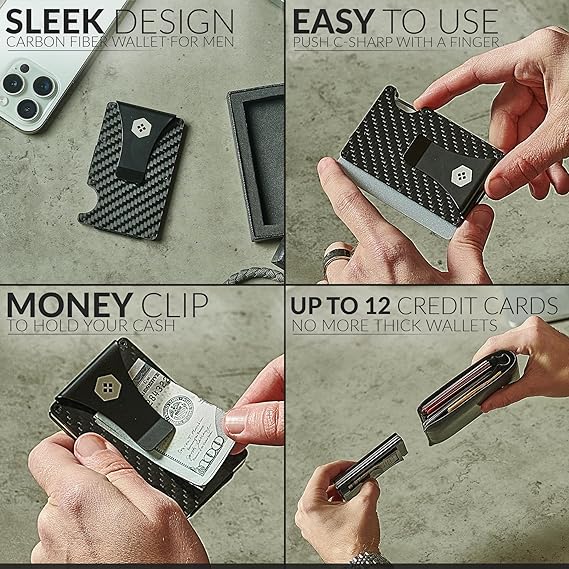 SLEEK DESIGN
CARBON FIBER WALLET FOR MEN
EASY TO USE
PUSH C-SHARP WITH A FINGER
MONEY CLIP
TO HOLD YOUR CASH
100
UP TO 12 CREDIT CARDS
NO MORE THICK WALLETS